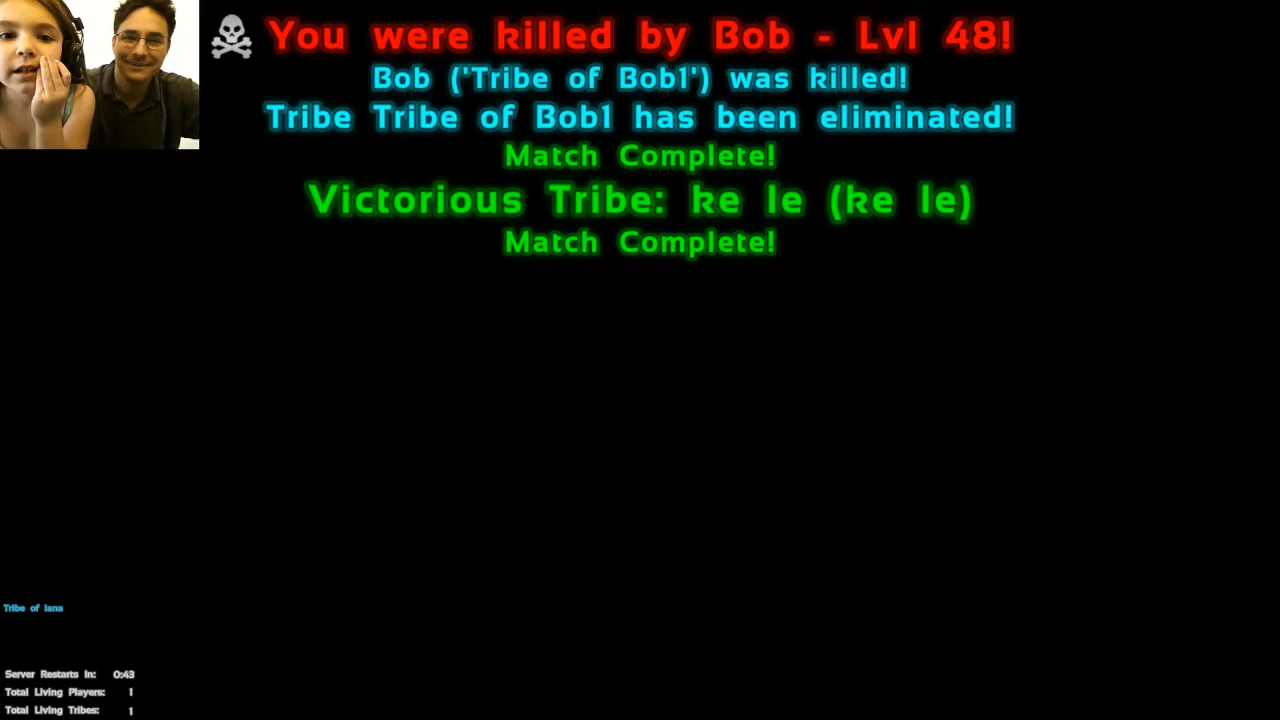 You were killed by Bob - Lvl 48!
Bob ('Tribe of Bob1') was killed!
Tribe Tribe of Bob1 has been eliminated!
Match Complete!
Victorious Tribe: ke le (ke le)
Match Complete!
Tribe of lana
Server Restarts In: 0:43
Total Living Players: 1
Total Living Tribes: 1